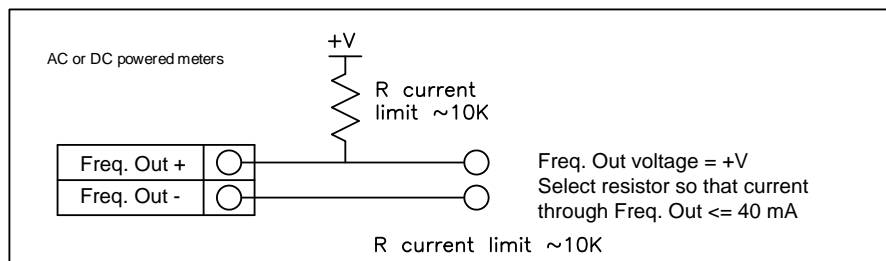 +V
AC or DC powered meters
R current
limit ~10K
Freq. Out +
Freq. Out -
Freq. Out voltage = +V
Select resistor so that current
through Freq. Out <= 40 mA
R current limit ~10K